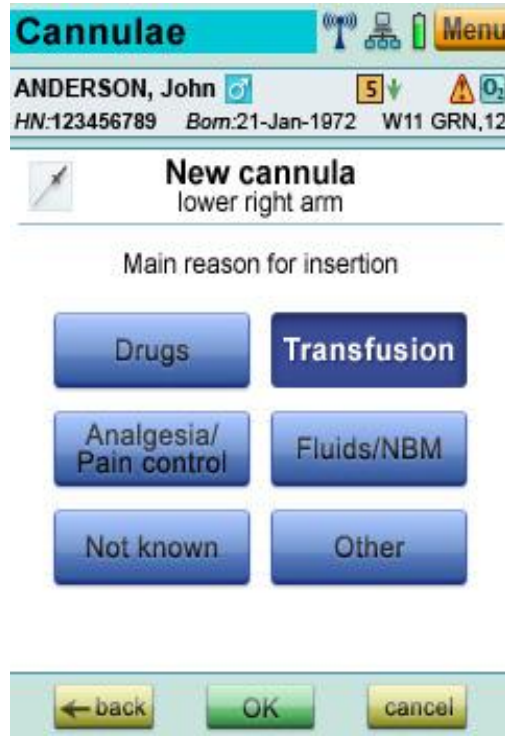 Cannulae Menu
ANDERSON, John 5 O₂
HN:123456789 Born:21-Jan-1972 W11 GRN,12
New cannula
lower right arm
Main reason for insertion
Drugs Transfusion
Analgesia/
Pain control Fluids/NBM
Not known Other
back OK cancel